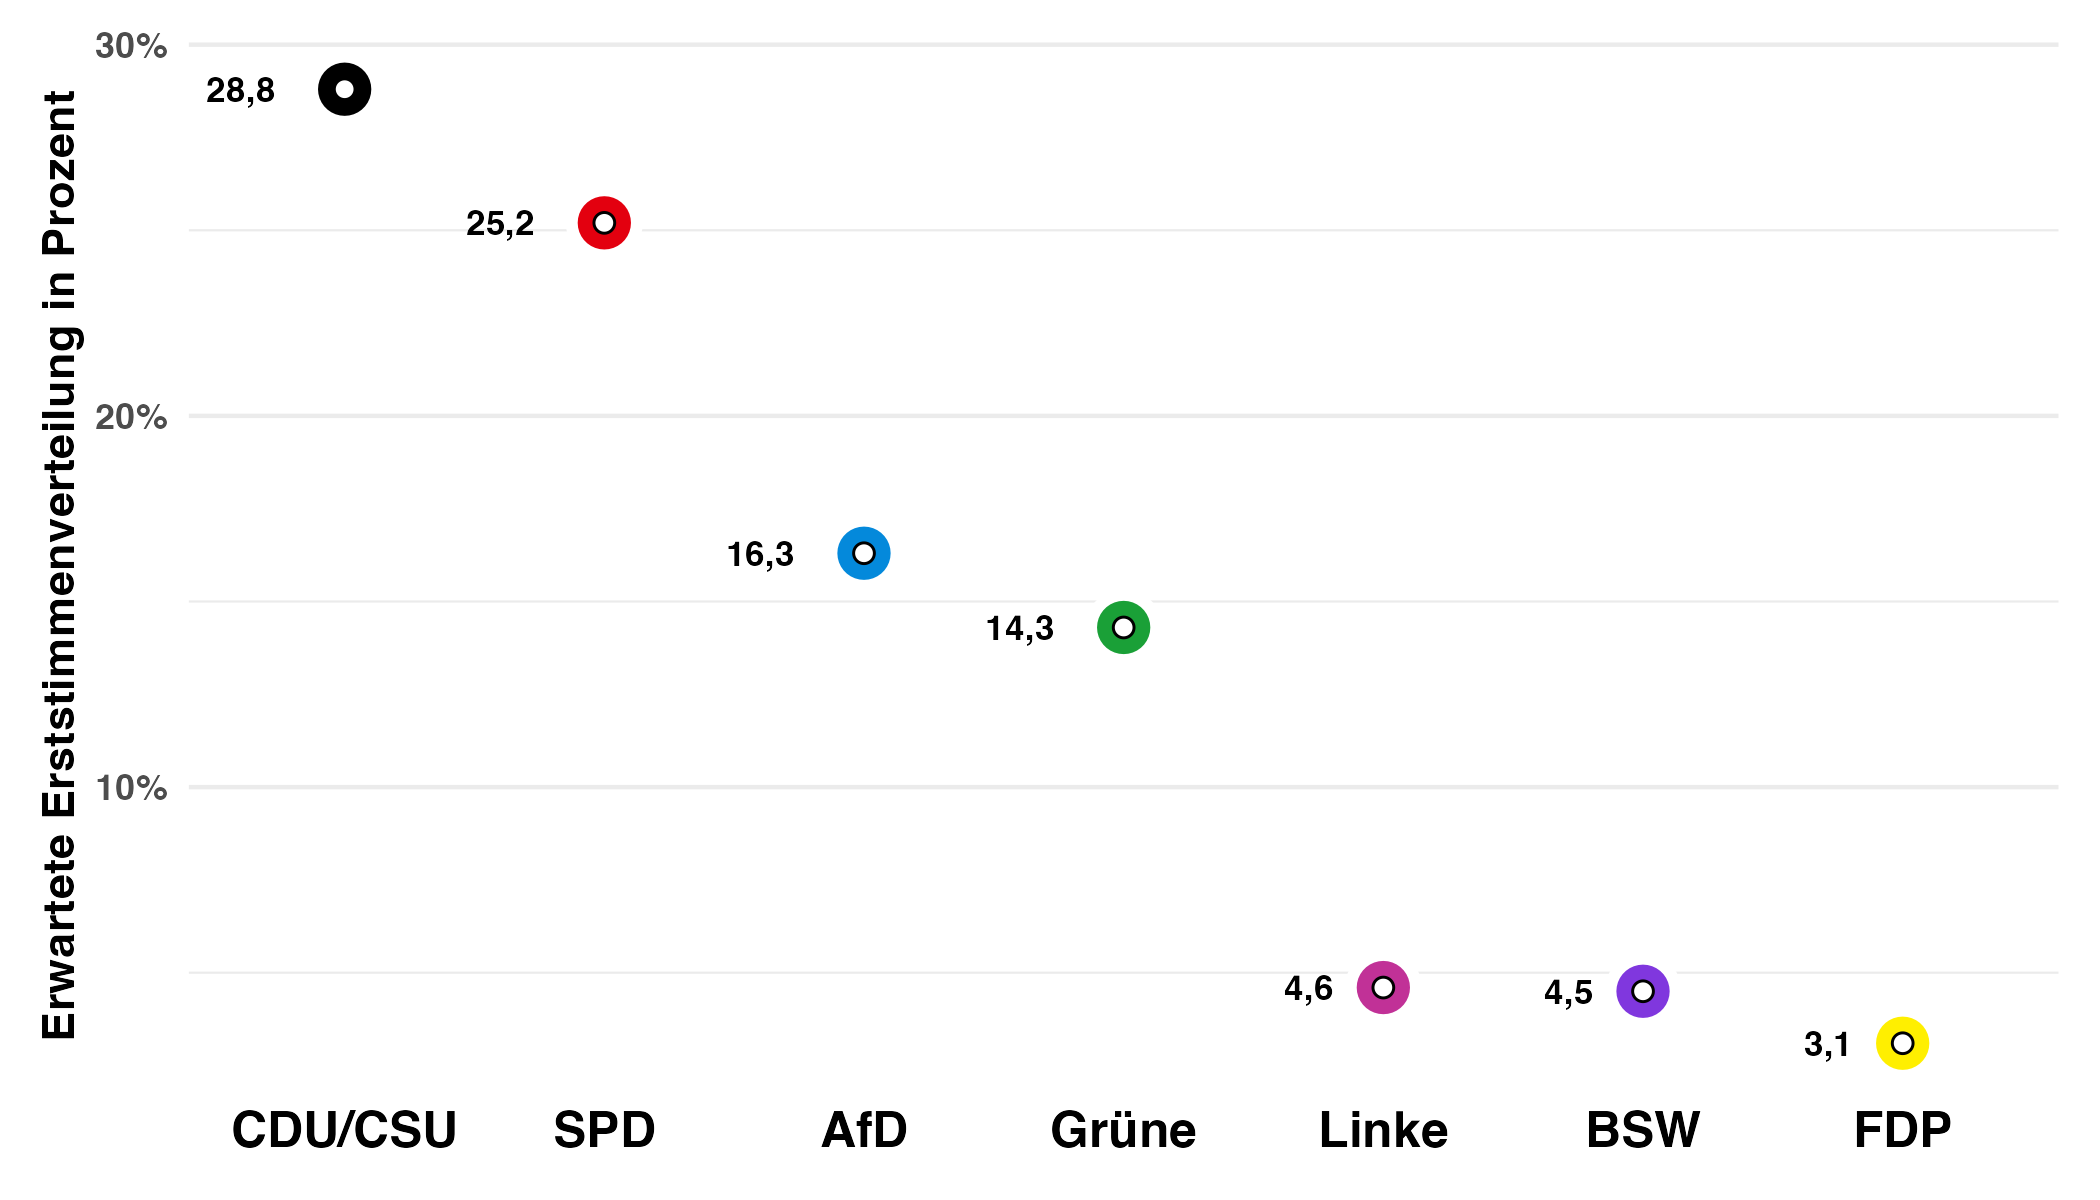 Erwartete Erststimmenverteilung in Prozent
30%
20%
10%
28,8
25,2
16,3
14,3
4,6
4,5
3,1
CDU/CSU
SPD
AfD
Grüne
Linke
BSW
FDP